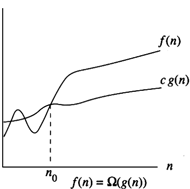 f(n)
c g(n)
n₀
n
f(n) = Ω(g(n))